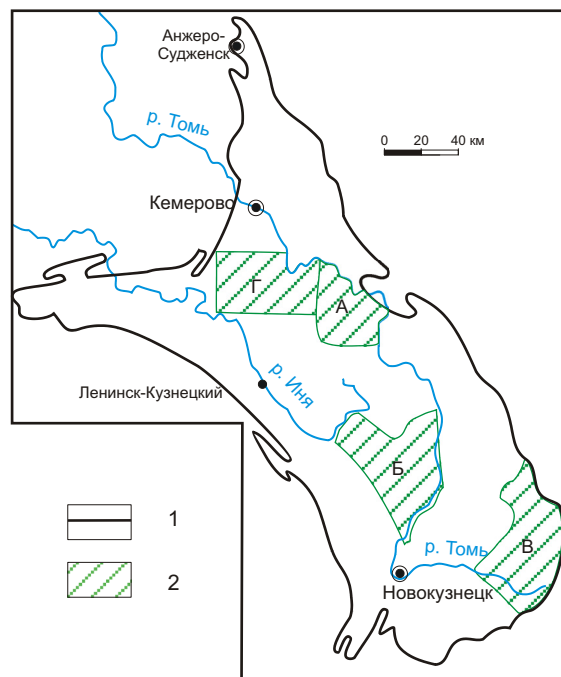 Анжеро-
Судженск
р. Томь
0 20 40 км
Кемерово
Г
А
Ленинск-Кузнецкий
р. Иня
Б
В
р. Томь
Новокузнецк
1
2